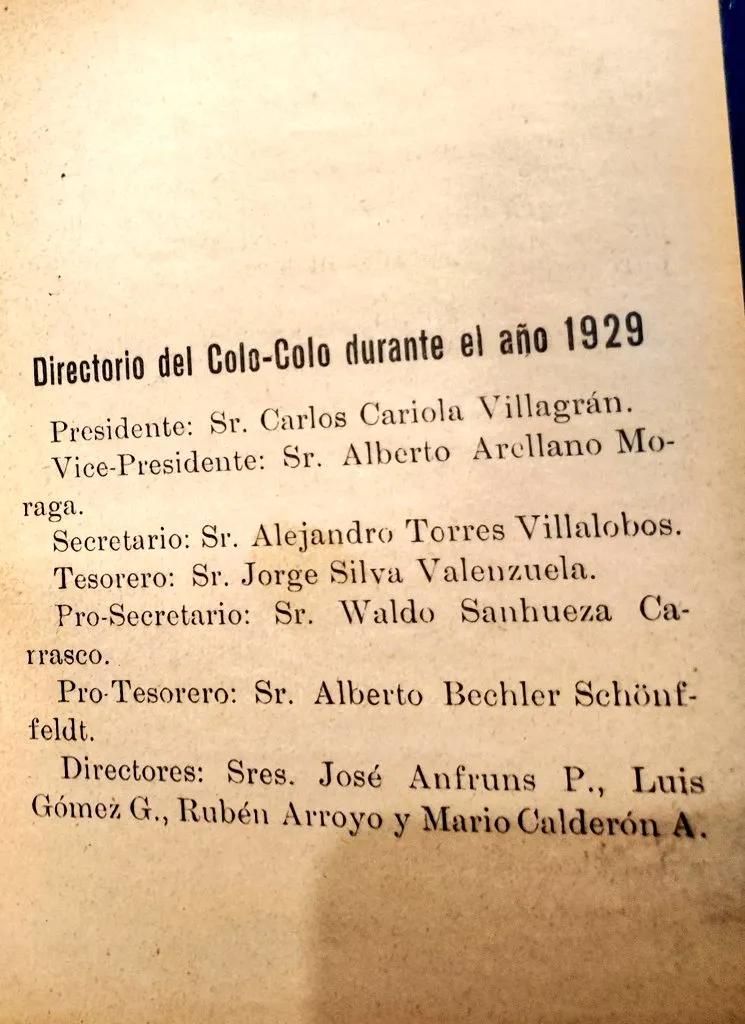 Directorio del Colo-Colo durante el año 1929
Presidente: Sr. Carlos Cariola Villagrán.
Vice-Presidente: Sr. Alberto Arellano Mo-
raga.
Secretario: Sr. Alejandro Torres Villalobos.
Tesorero: Sr. Jorge Silva Valenzuela.
Pro-Secretario: Sr. Waldo Sanhueza Ca-
rrasco.
Pro-Tesorero: Sr. Alberto Bechler Schönf-
feldt.
Directores: Sres. José Anfruns P., Luis
Gómez G., Rubén Arroyo y Mario Calderón A.